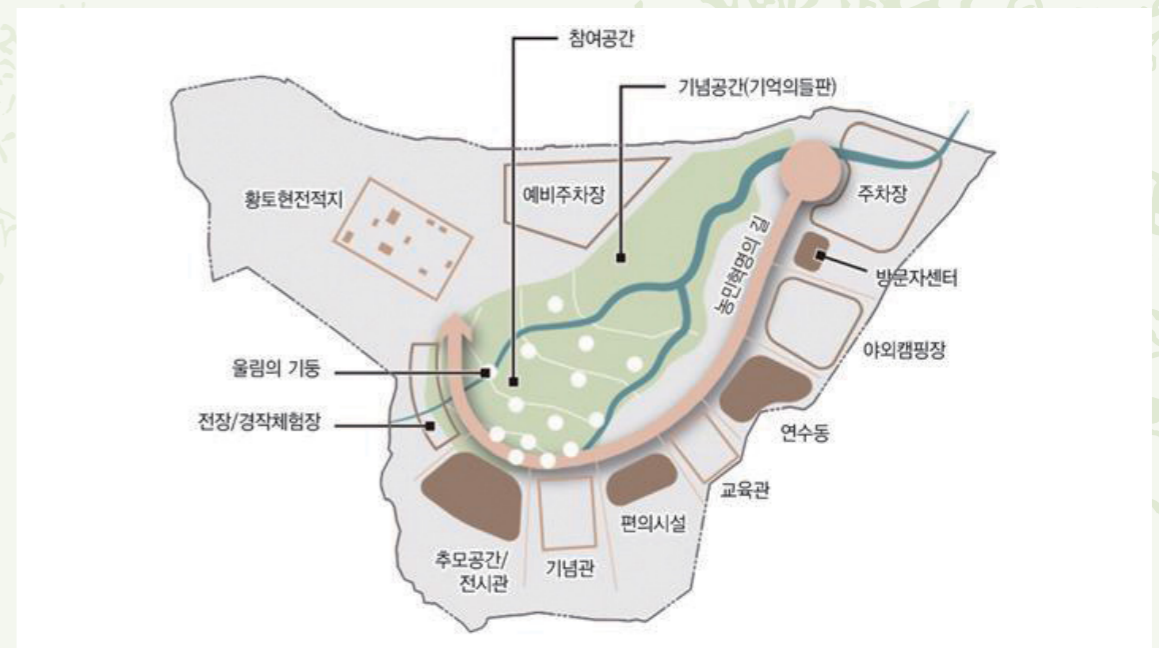 참여공간
기념공간(기억의들판)
황토현전적지
예비주차장
주차장
농민혁명의 길
방문자센터
야외캠핑장
울림의 기둥
전장/경작체험장
연수동
교육관
편의시설
추모공간/
전시관
기념관